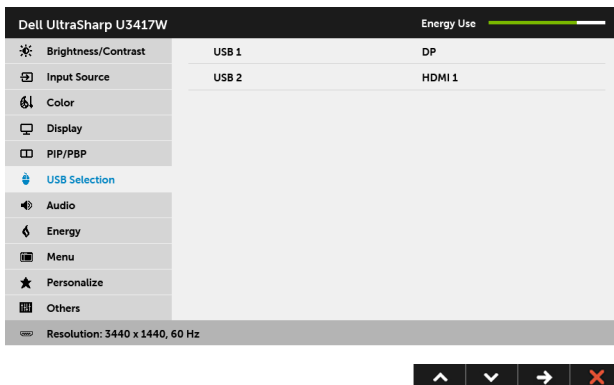 Dell UltraSharp U3417W Energy Use
Brightness/Contrast USB 1 DP
Input Source USB 2 HDMI 1
Color
Display
PIP/PBP
USB Selection
Audio
Energy
Menu
Personalize
Others
Resolution: 3440 x 1440, 60 Hz